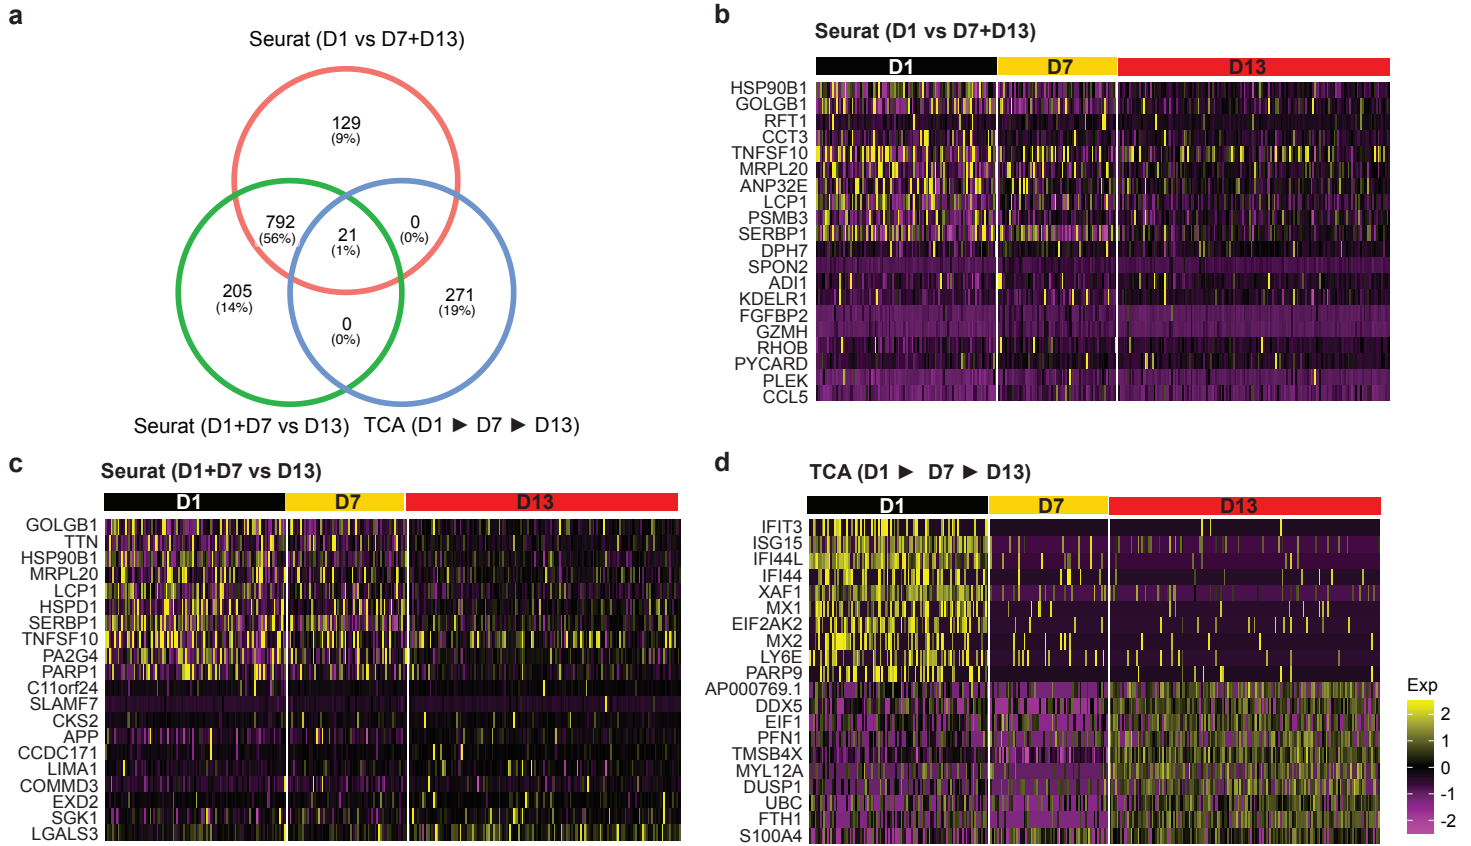 a
Seurat (D1 vs D7+D13)
129
(9%)
792
(56%)
21
(1%)
0
(0%)
205
(14%)
271
(19%)
0
(0%)
Seurat (D1+D7 vs D13)
TCA (D1 ► D7 ► D13)
b
Seurat (D1 vs D7+D13)
D1
D7
D13
HSP90B1
GOLGB1
RFT1
CCT3
TNFSF10
MRPL20
ANP32E
LCP1
PSMB3
SERBP1
DPH7
SPON2
ADI1
KDELR1
FGFBP2
GZMH
RHOB
PYCARD
PLEK
CCL5
c
Seurat (D1+D7 vs D13)
D1
D7
D13
GOLGB1
TTN
HSP90B1
MRPL20
LCP1
HSPD1
SERBP1
TNFSF10
PA2G4
PARP1
C11orf24
SLAMF7
CKS2
APP
CCDC171
LIMA1
COMMD3
EXD2
SGK1
LGALS3
d
TCA (D1 ► D7 ► D13)
D1
D7
D13
IFIT3
ISG15
IFI44L
IFI44
XAF1
MX1
EIF2AK2
MX2
LY6E
PARP9
AP000769.1
DDX5
EIF1
PFN1
TMSB4X
MYL12A
DUSP1
UBC
FTH1
S100A4
Exp
2
1
0
-1
-2